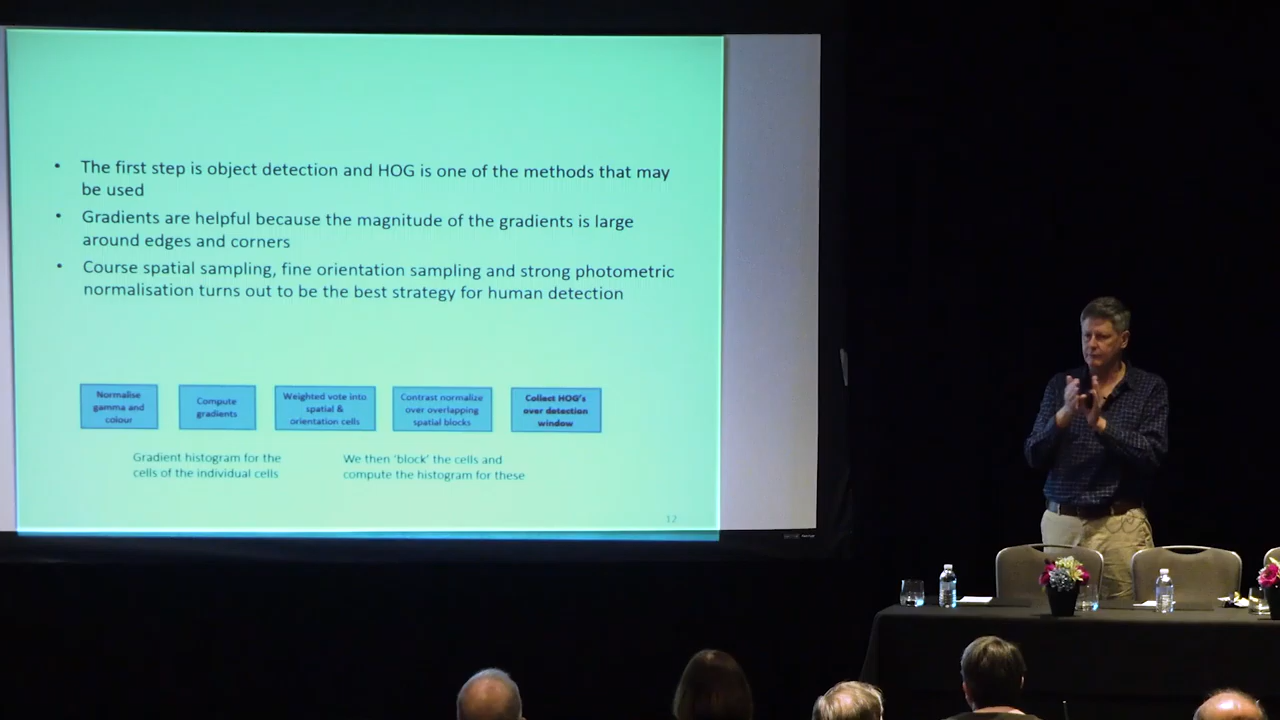 • The first step is object detection and HOG is one of the methods that may
be used
• Gradients are helpful because the magnitude of the gradients is large
around edges and corners
• Course spatial sampling, fine orientation sampling and strong photometric
normalisation turns out to be the best strategy for human detection
Normalise
gamma and
colour
Compute
gradients
Weighted vote into
spatial &
orientation cells
Contrast normalize
over overlapping
spatial blocks
Collect HOG's
over detection
window
Gradient histogram for the
cells of the individual cells
We then 'block' the cells and
compute the histogram for these
12